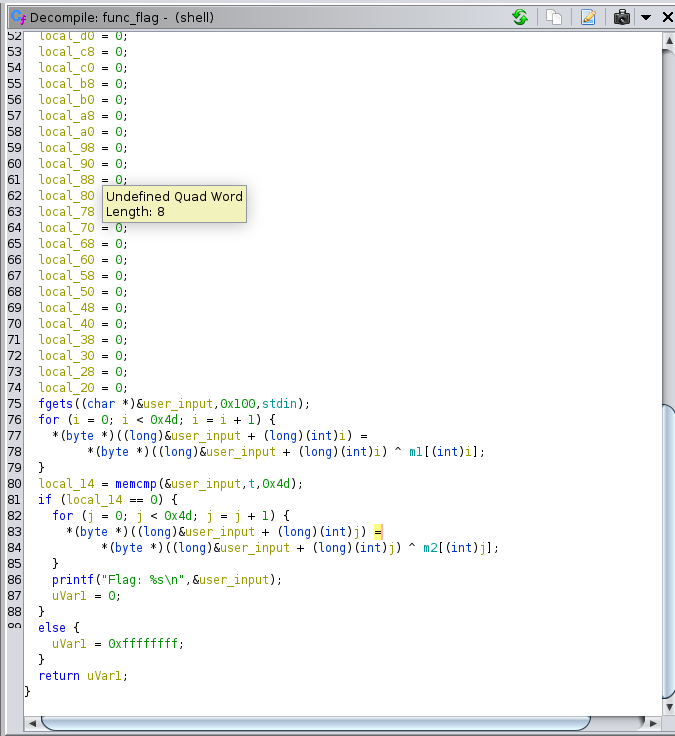 Decompile: func_flag - (shell)
52 local_d0 = 0;
53 local_c8 = 0;
54 local_c0 = 0;
55 local_b8 = 0;
56 local_b0 = 0;
57 local_a8 = 0;
58 local_a0 = 0;
59 local_98 = 0;
60 local_90 = 0;
61 local_88 = 0;
62 local_80
Undefined Quad Word
63 local_78
Length: 8
64 local_70 = 0;
65 local_68 = 0;
66 local_60 = 0;
67 local_58 = 0;
68 local_50 = 0;
69 local_48 = 0;
70 local_40 = 0;
71 local_38 = 0;
72 local_30 = 0;
73 local_28 = 0;
74 local_20 = 0;
75 fgets((char *)&user_input,0x100,stdin);
76 for (i = 0; i < 0x4d; i = i + 1) {
77 *(byte *)((long)&user_input + (long)(int)i) =
78 *(byte *)((long)&user_input + (long)(int)i) ^ m1[(int)i];
79 }
80 local_14 = memcmp(&user_input,t,0x4d);
81 if (local_14 == 0) {
82 for (j = 0; j < 0x4d; j = j + 1) {
83 *(byte *)((long)&user_input + (long)(int)j) =
84 *(byte *)((long)&user_input + (long)(int)j) ^ m2[(int)j];
85 }
86 printf("Flag: %s\n",&user_input);
87 uVar1 = 0;
88 }
89 else {
uVar1 = 0xffffffff;
}
return uVar1;
}